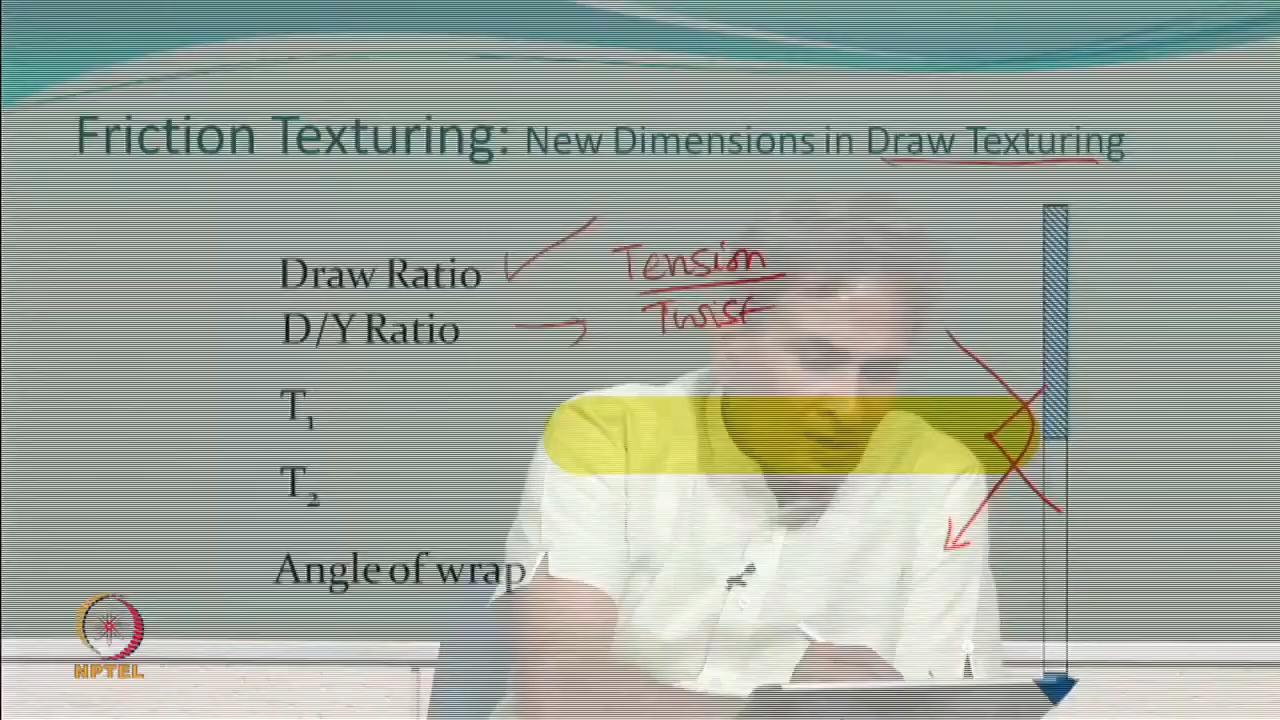 Friction Texturing: New Dimensions in Draw Texturing
Draw Ratio
Tension
D/Y Ratio
Twist
T₁
T₂
Angle of wrap
NPTEL